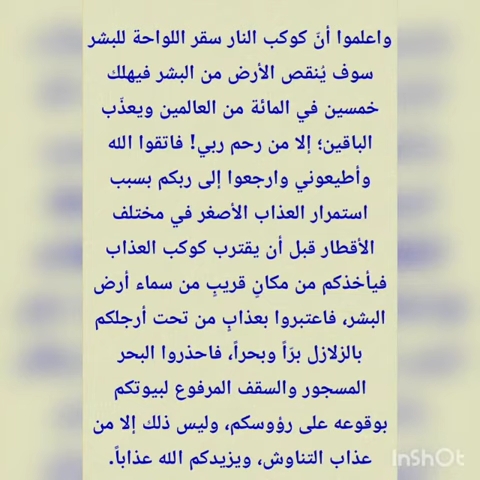 واعلموا أنَ كوكب النار سقر اللواحة للبشر
سوف يُنقص الأرض من البشر فيهلك
خمسين في المائة من العالمين ويعذّب
الباقين؛ إلا من رحم ربي! فاتقوا الله
وأطيعوني وارجعوا إلى ربكم بسبب
استمرار العذاب الأصغر في مختلف
الأقطار قبل أن يقترب كوكب العذاب
فيأخذكم من مكانٍ قريبٍ من سماء أرض
البشر، فاعتبروا بعذابٍ من تحت أرجلكم
بالزلازل برّاً وبحراً، فاحذروا البحر
المسجور والسقف المرفوع لبيوتكم
بوقوعه على رؤوسكم، وليس ذلك إلا من
عذاب التناوش، ويزيدكم الله عذاباً.
InShOt